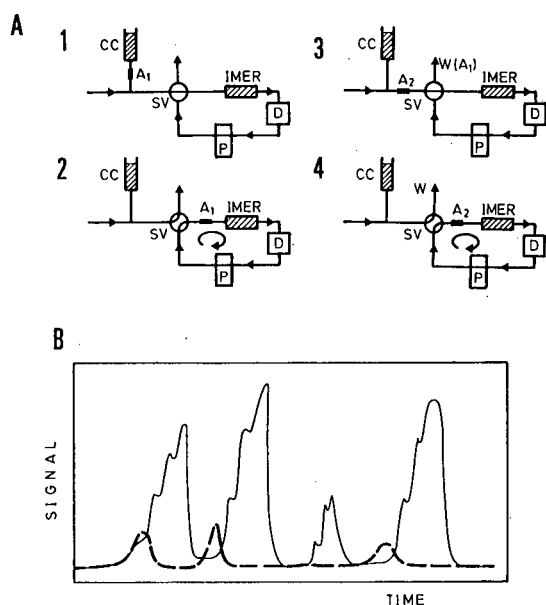 A
1
CC
A1
SV
IMER
D
P
3
CC
A2
W(A1)
SV
IMER
D
P
2
CC
A1
SV
IMER
D
P
4
CC
W
A2
SV
IMER
D
P
B
SIGNAL
TIME